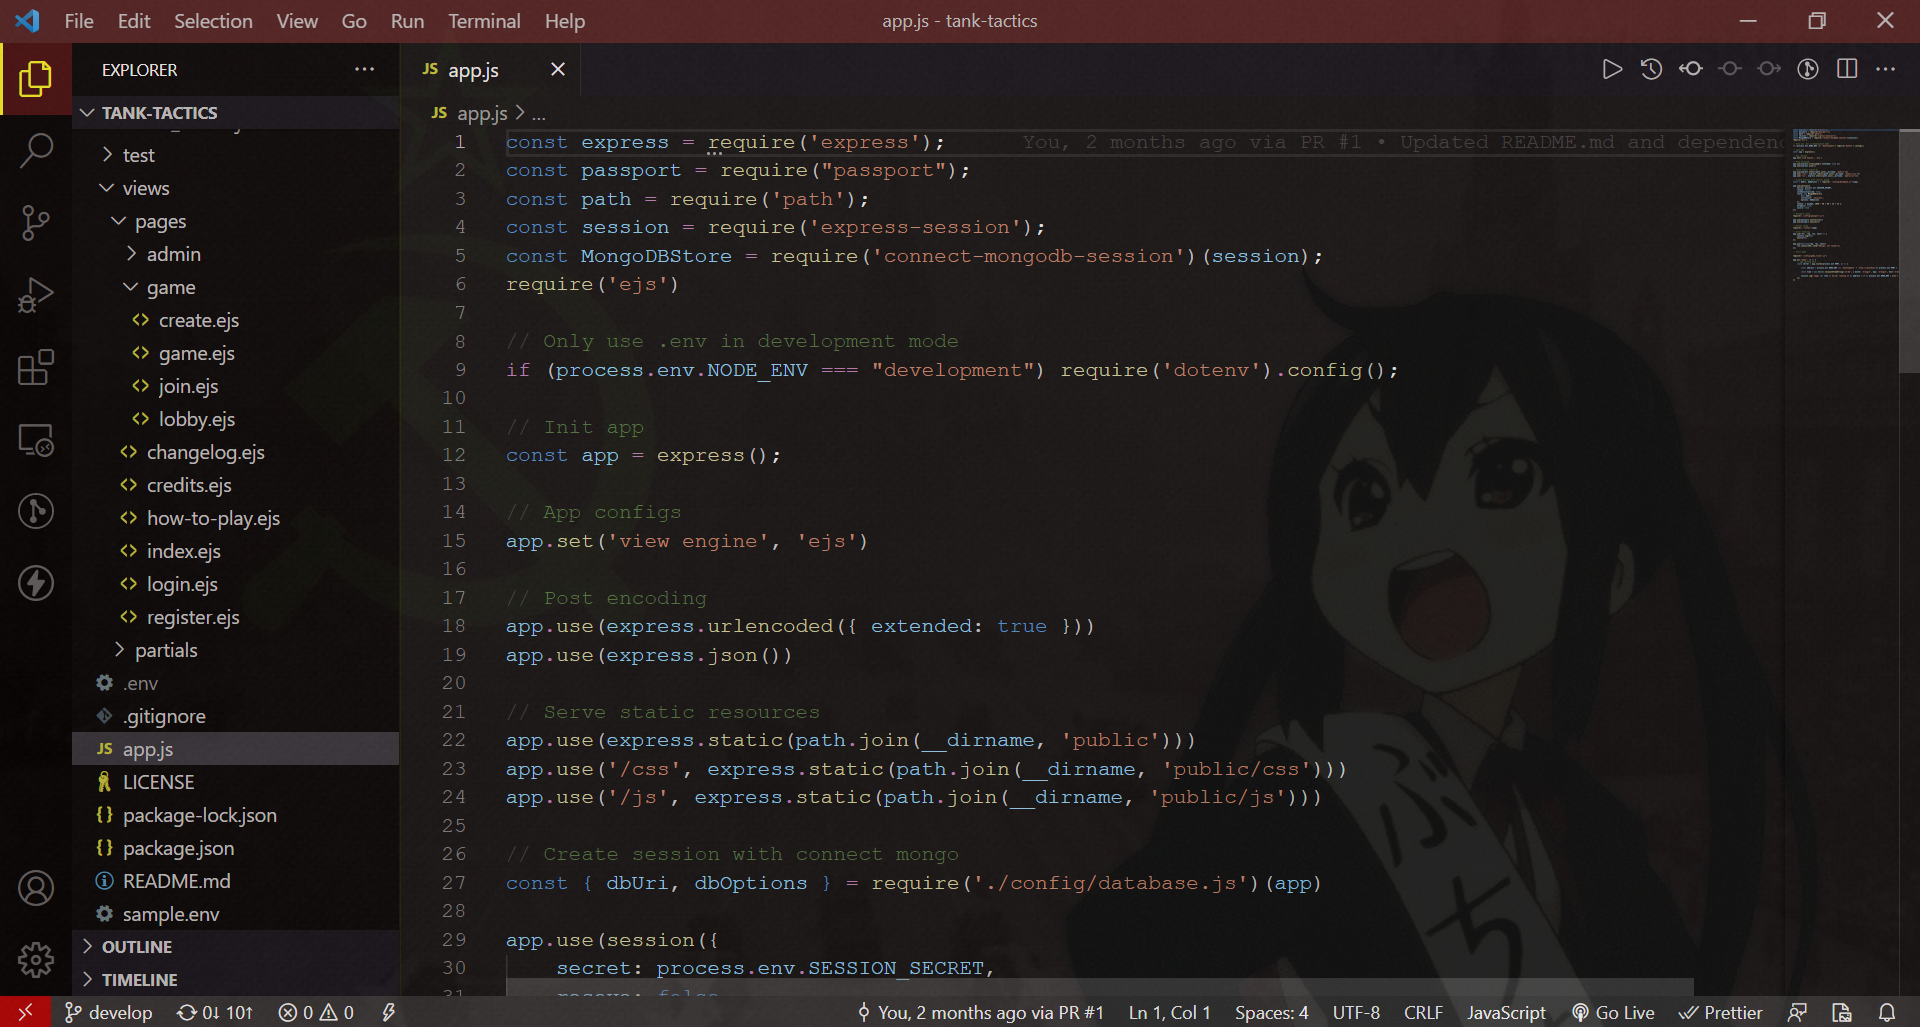 File Edit Selection View Go Run Terminal Help
app.js - tank-tactics
EXPLORER
TANK-TACTICS
test
views
pages
admin
game
create.ejs
game.ejs
join.ejs
lobby.ejs
changelog.ejs
credits.ejs
how-to-play.ejs
index.ejs
login.ejs
register.ejs
partials
.env
.gitignore
JS app.js
LICENSE
{} package-lock.json
{} package.json
README.md
sample.env
OUTLINE
TIMELINE
JS app.js
JS app.js > ...
1 const express = require('express'); You, 2 months ago via PR #1 • Updated README.md and dependenc
2 const passport = require("passport");
3 const path = require('path');
4 const session = require('express-session');
5 const MongoDBStore = require('connect-mongodb-session')(session);
6 require('ejs')
7
8 // Only use .env in development mode
9 if (process.env.NODE_ENV === "development") require('dotenv').config();
10
11 // Init app
12 const app = express();
13
14 // App configs
15 app.set('view engine', 'ejs')
16
17 // Post encoding
18 app.use(express.urlencoded({ extended: true }))
19 app.use(express.json())
20
21 // Serve static resources
22 app.use(express.static(path.join(__dirname, 'public')))
23 app.use('/css', express.static(path.join(__dirname, 'public/css')))
24 app.use('/js', express.static(path.join(__dirname, 'public/js')))
25
26 // Create session with connect mongo
27 const { dbUri, dbOptions } = require('./config/database.js')(app)
28
29 app.use(session({
30 secret: process.env.SESSION_SECRET,
31 resave: false
ぶち
develop 0↓ 10↑ 0 0 You, 2 months ago via PR #1 Ln 1, Col 1 Spaces: 4 UTF-8 CRLF JavaScript Go Live Prettier